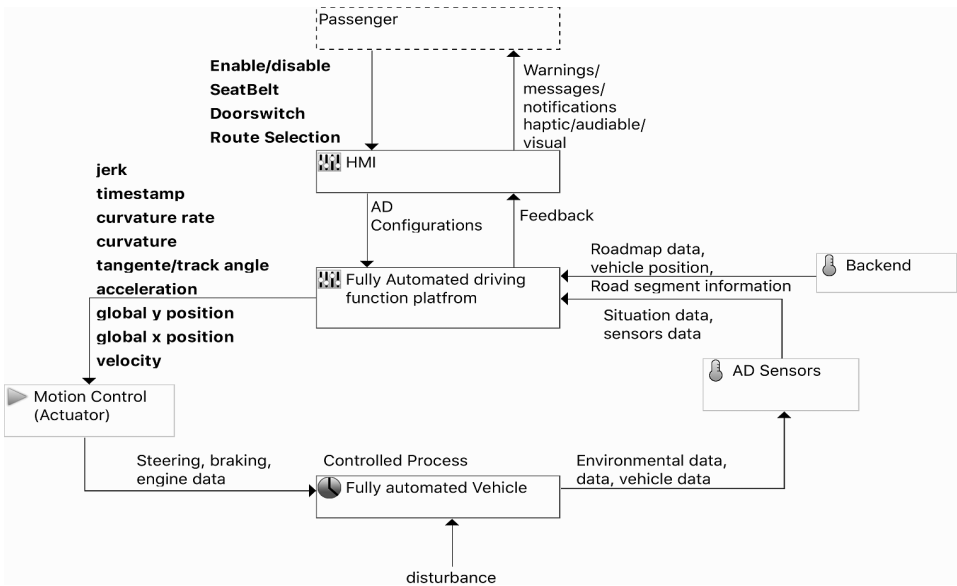 Passenger
Enable/disable
SeatBelt
Doorswitch
Route Selection
Warnings/
messages/
notifications
haptic/audiable/
visual
HMI
jerk
timestamp
curvature rate
curvature
tangente/track angle
acceleration
global y position
global x position
velocity
AD
Configurations
Feedback
Roadmap data,
vehicle position,
Road segment information
Backend
Fully Automated driving
function platfrom
Situation data,
sensors data
AD Sensors
Motion Control
(Actuator)
Steering, braking,
engine data
Controlled Process
Fully automated Vehicle
Environmental data,
data, vehicle data
disturbance